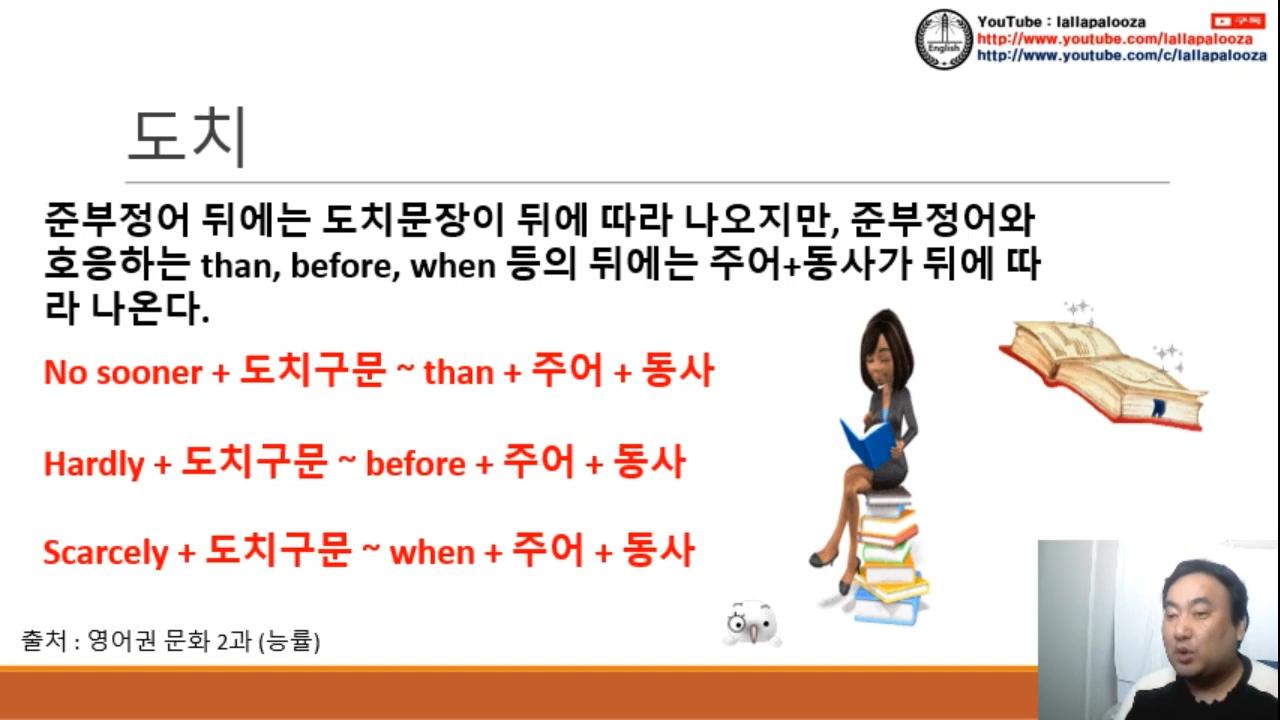 YouTube : lallapalooza
구독
http://www.youtube.com/lallapalooza
http://www.youtube.com/c/lallapalooza
English
도치
준부정어 뒤에는 도치문장이 뒤에 따라 나오지만, 준부정어와
호응하는 than, before, when 등의 뒤에는 주어+동사가 뒤에 따
라 나온다.
No sooner + 도치구문 ~ than + 주어 + 동사
Hardly + 도치구문 ~ before + 주어 + 동사
Scarcely + 도치구문 ~ when + 주어 + 동사
출처 : 영어권 문화 2과 (능률)